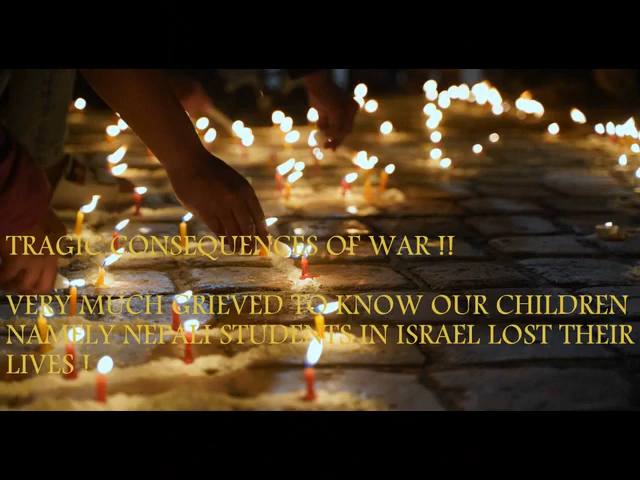 TRAGIC CONSEQUENCES OF WAR !!
VERY MUCH GRIEVED TO KNOW OUR CHILDREN
NAMELY NEPALI STUDENTS IN ISRAEL LOST THEIR
LIVES !